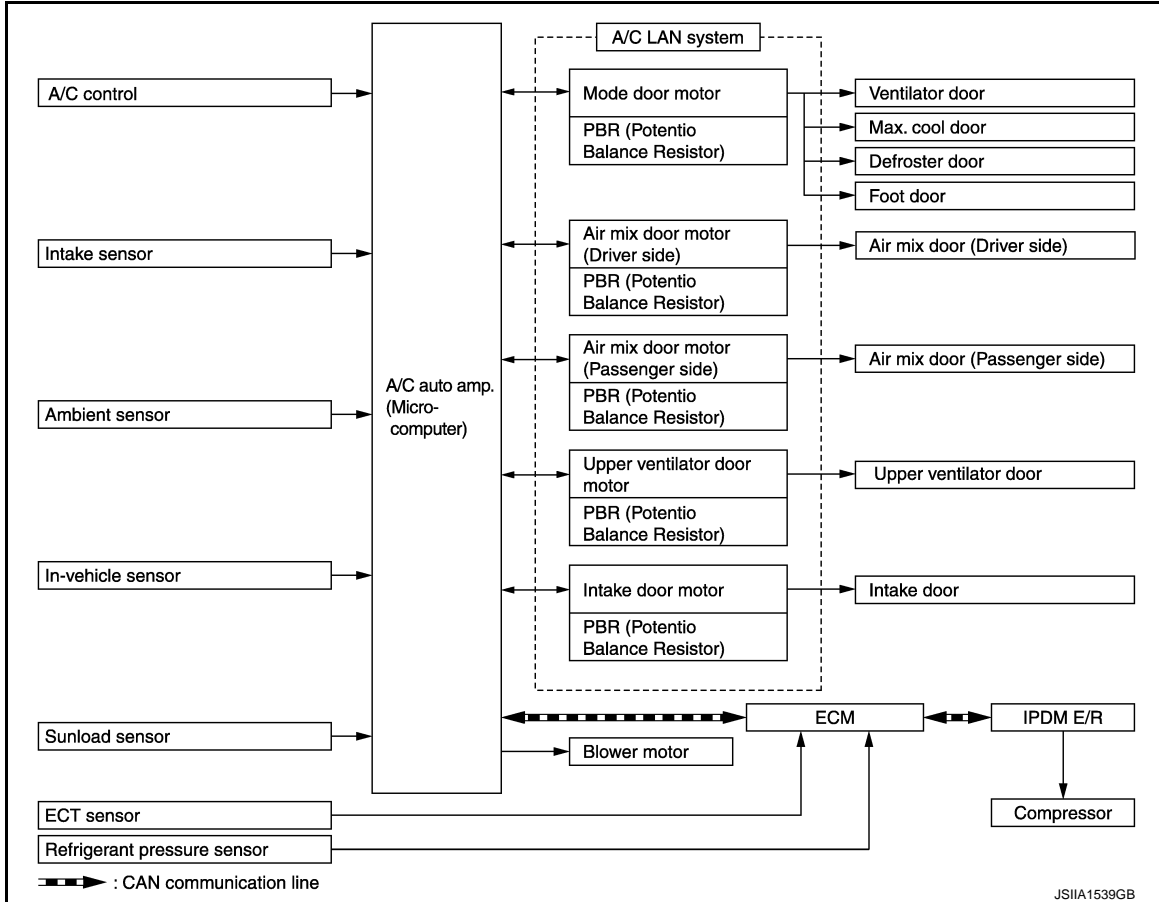 A/C control
Intake sensor
Ambient sensor
In-vehicle sensor
Sunload sensor
ECT sensor
Refrigerant pressure sensor
: CAN communication line
A/C auto amp.
(Micro-
computer)
A/C LAN system
Mode door motor
PBR (Potentio
Balance Resistor)
Air mix door motor
(Driver side)
PBR (Potentio
Balance Resistor)
Air mix door motor
(Passenger side)
PBR (Potentio
Balance Resistor)
Upper ventilator door
motor
PBR (Potentio
Balance Resistor)
Intake door motor
PBR (Potentio
Balance Resistor)
Ventilator door
Max. cool door
Defroster door
Foot door
Air mix door (Driver side)
Air mix door (Passenger side)
Upper ventilator door
Intake door
ECM
IPDM E/R
Blower motor
Compressor
JSIIA1539GB